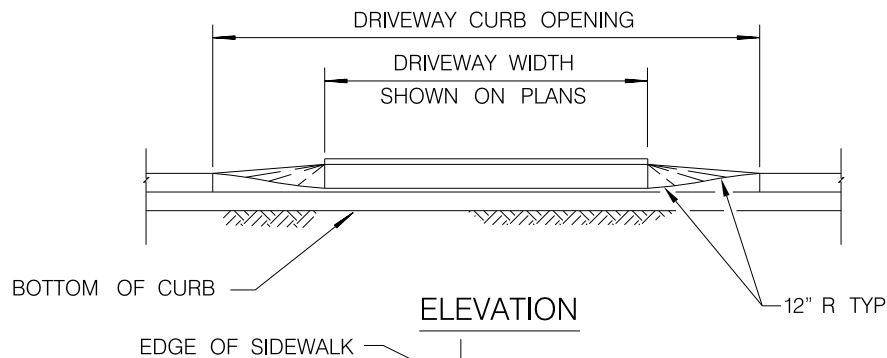 DRIVEWAY CURB OPENING
DRIVEWAY WIDTH
SHOWN ON PLANS
BOTTOM OF CURB
ELEVATION
12" R TYP
EDGE OF SIDEWALK